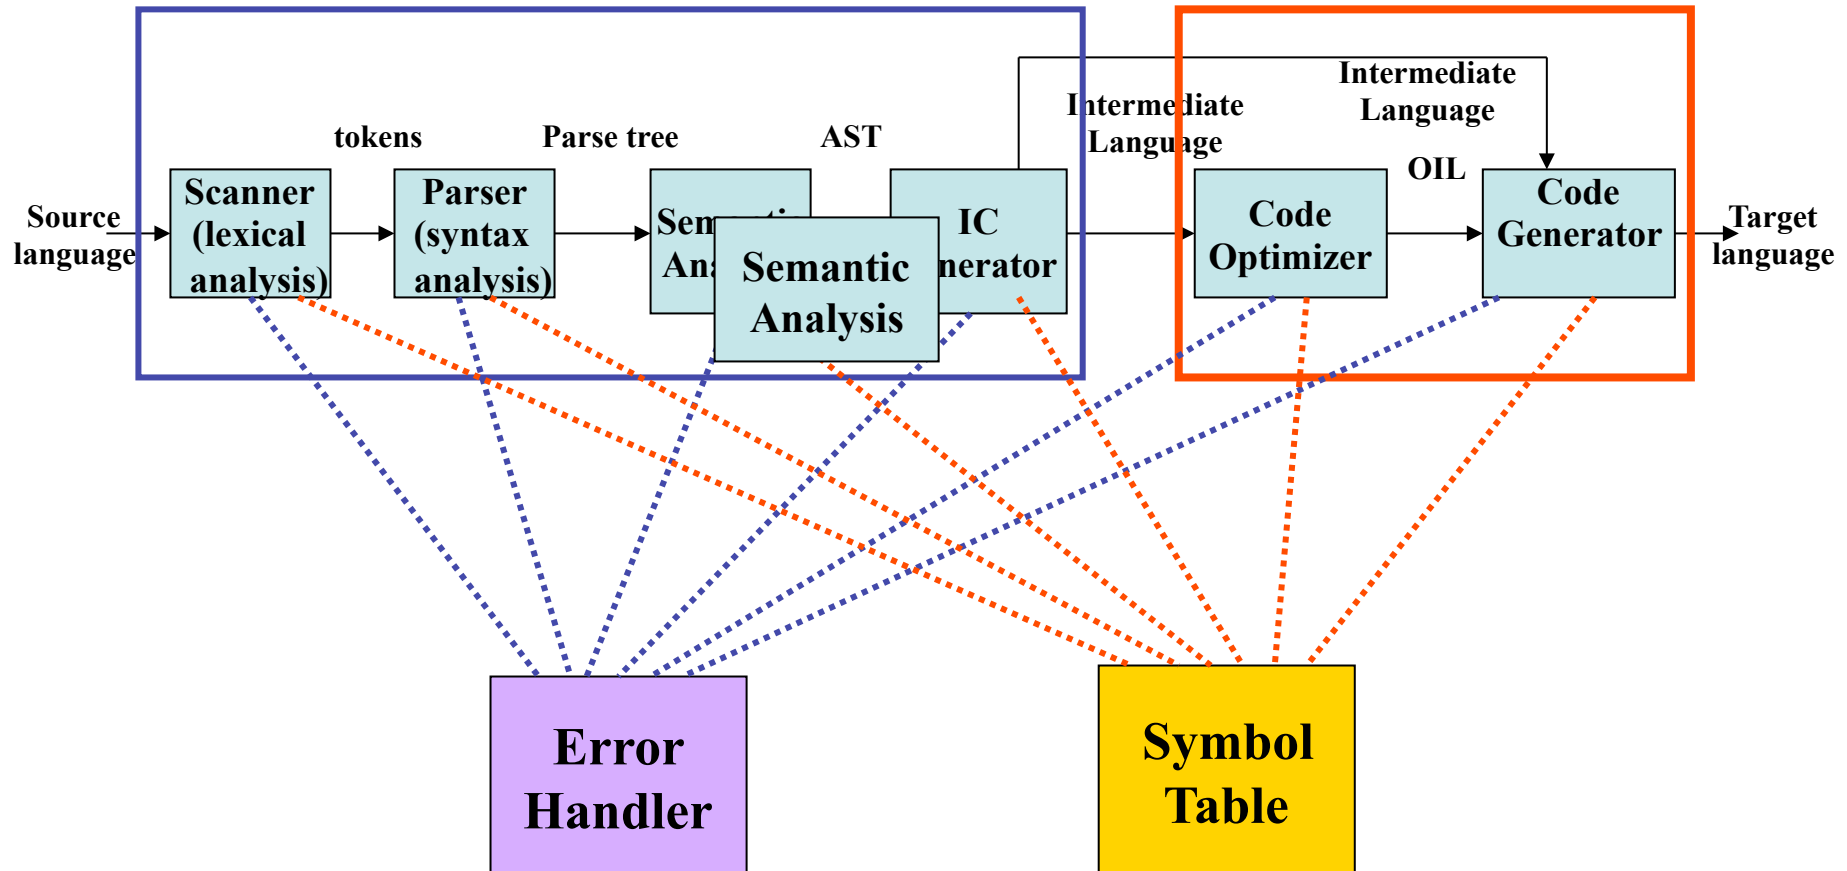 Intermediate
Language
Intermediate
Language
tokens
Parse tree
AST
OIL
Source
language
Scanner
(lexical
analysis)
Parser
(syntax
analysis)
Semantic
Analysis
IC
Code
Optimizer
Code
Generator
Target
language
Error
Handler
Symbol
Table